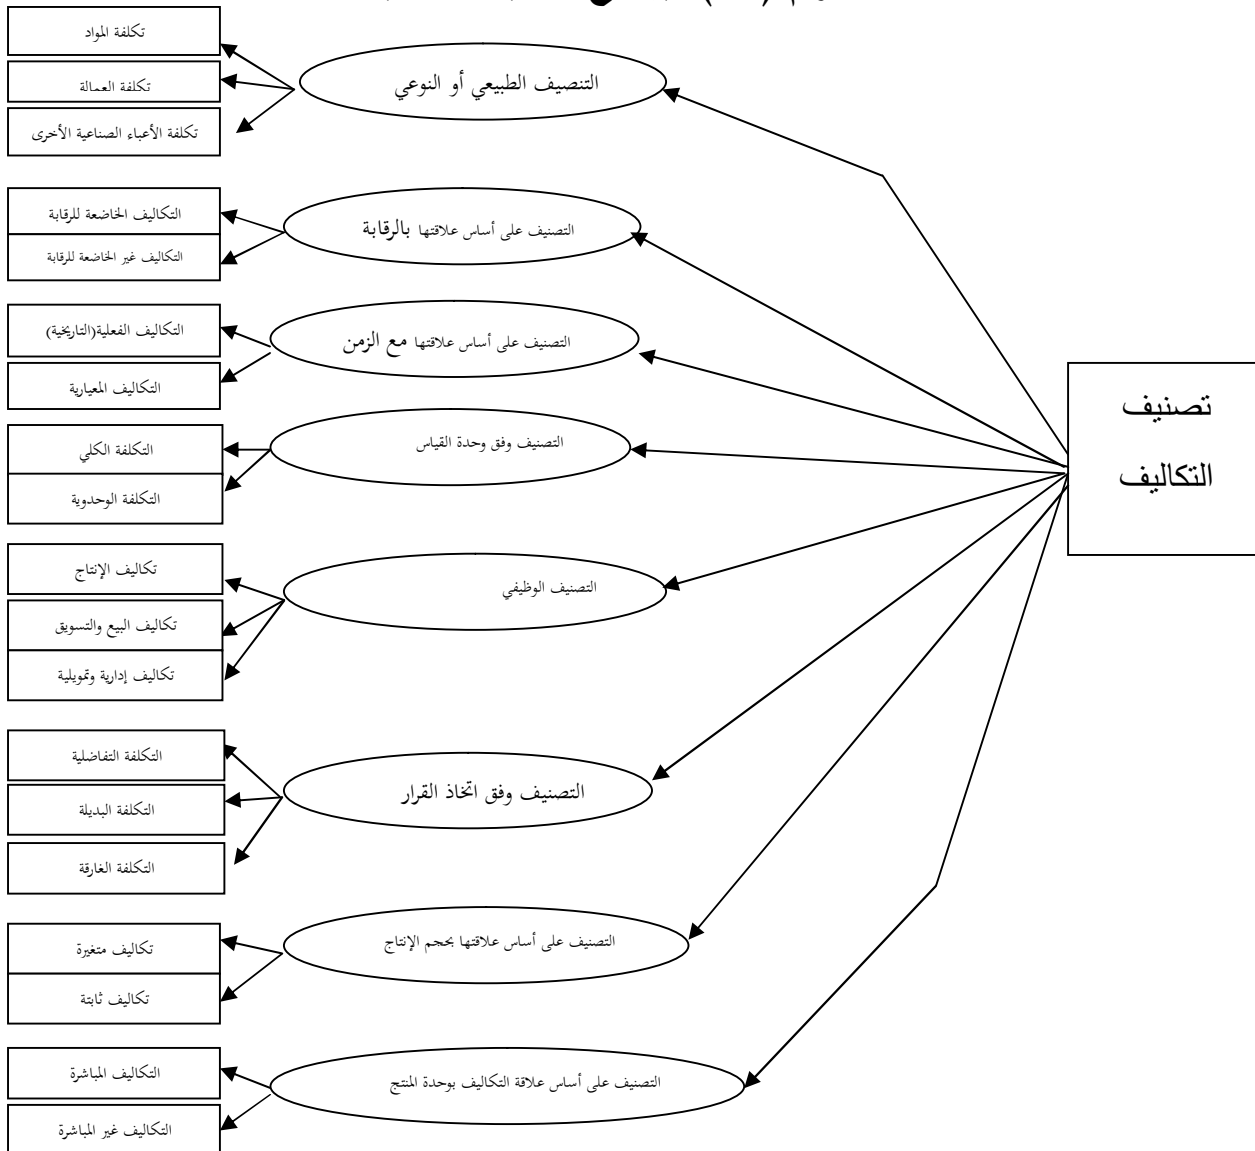 تصنيف
التكاليف
التنصيف الطبيعي أو النوعي
تكلفة المواد
تكلفة العمالة
تكلفة الأعباء الصناعية الأخرى
التصنيف على أساس علاقتها بالرقابة
التكاليف الخاضعة للرقابة
التكاليف غير الخاضعة للرقابة
التصنيف على أساس علاقتها مع الزمن
التكاليف الفعلية(التاريخية)
التكاليف المعيارية
التصنيف وفق وحدة القياس
التكلفة الكلي
التكلفة الوحدوية
التصنيف الوظيفي
تكاليف الإنتاج
تكاليف البيع والتسويق
تكاليف إدارية وتمويلية
التصنيف وفق اتخاذ القرار
التكلفة التفاضلية
التكلفة البديلة
التكلفة الغارقة
التصنيف على أساس علاقتها بحجم الإنتاج
تكاليف متغيرة
تكاليف ثابتة
التصنيف على أساس علاقة التكاليف بوحدة المنتج
التكاليف المباشرة
التكاليف غير المباشرة